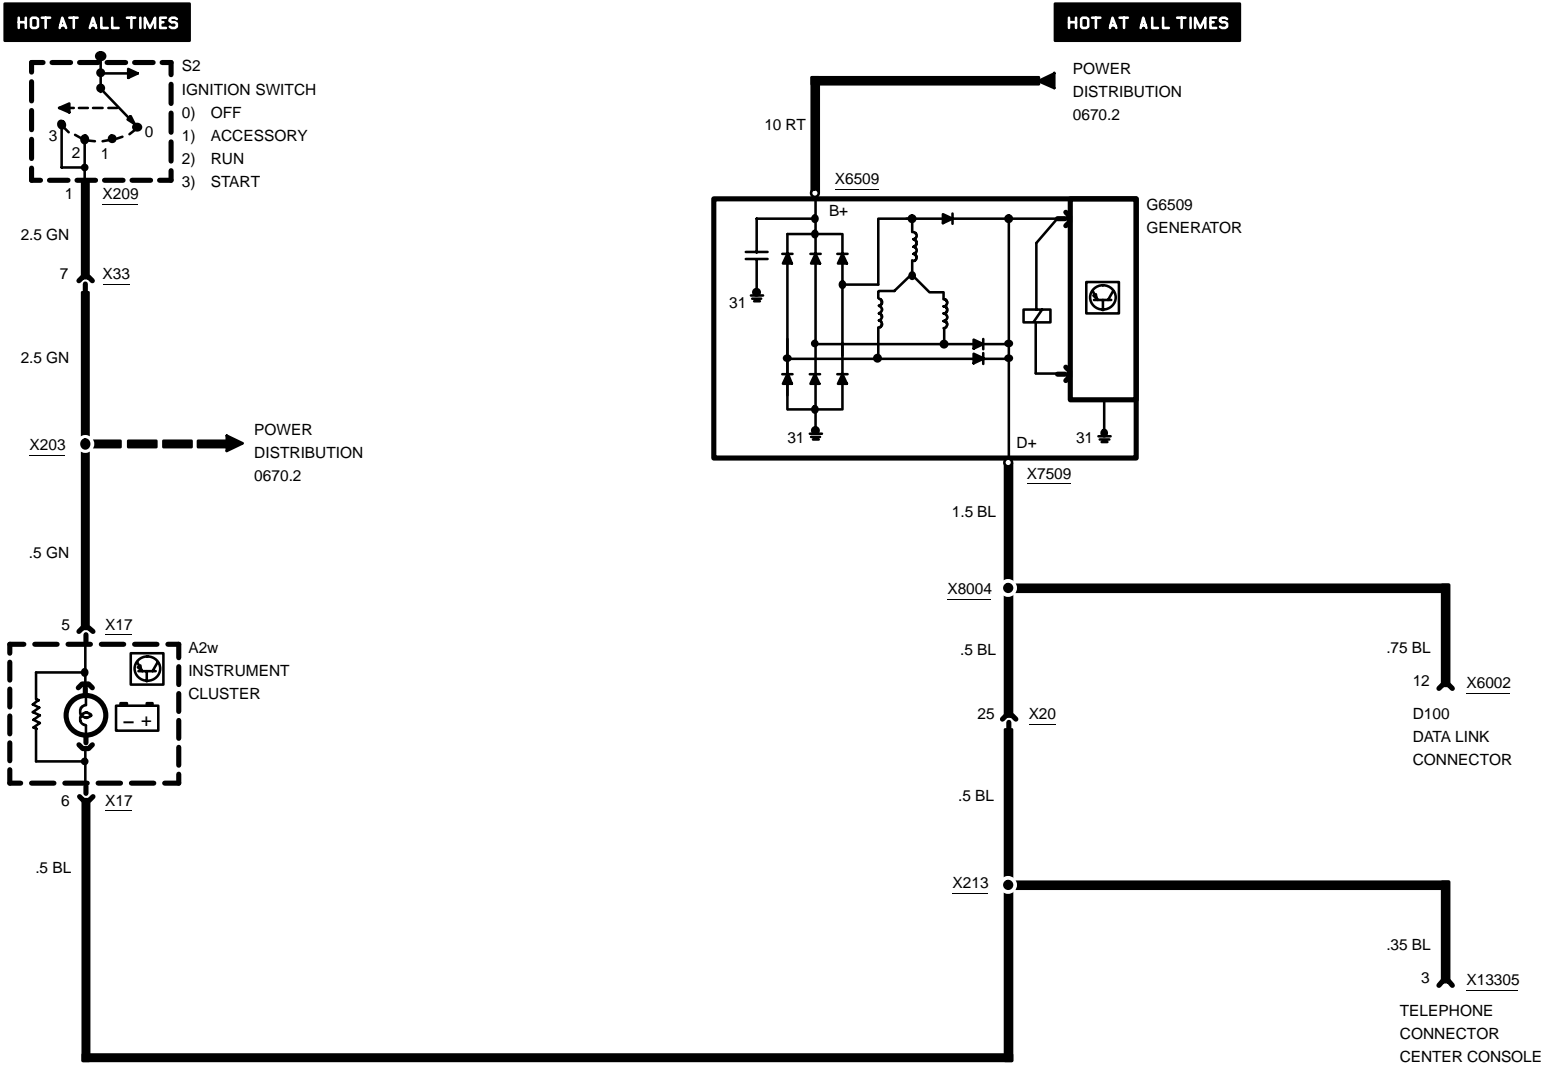 HOT AT ALL TIMES
S2
IGNITION SWITCH
0) OFF
1) ACCESSORY
2) RUN
3) START
3
2
1
0
1 X209
2.5 GN
7 X33
2.5 GN
X203
POWER
DISTRIBUTION
0670.2
.5 GN
5 X17
A2w
INSTRUMENT
CLUSTER
– +
6 X17
.5 BL
HOT AT ALL TIMES
POWER
DISTRIBUTION
0670.2
10 RT
X6509
B+
G6509
GENERATOR
31
31
31
D+
X7509
1.5 BL
X8004
.5 BL
.75 BL
12 X6002
D100
DATA LINK
CONNECTOR
25 X20
.5 BL
X213
.35 BL
3 X13305
TELEPHONE
CONNECTOR
CENTER CONSOLE